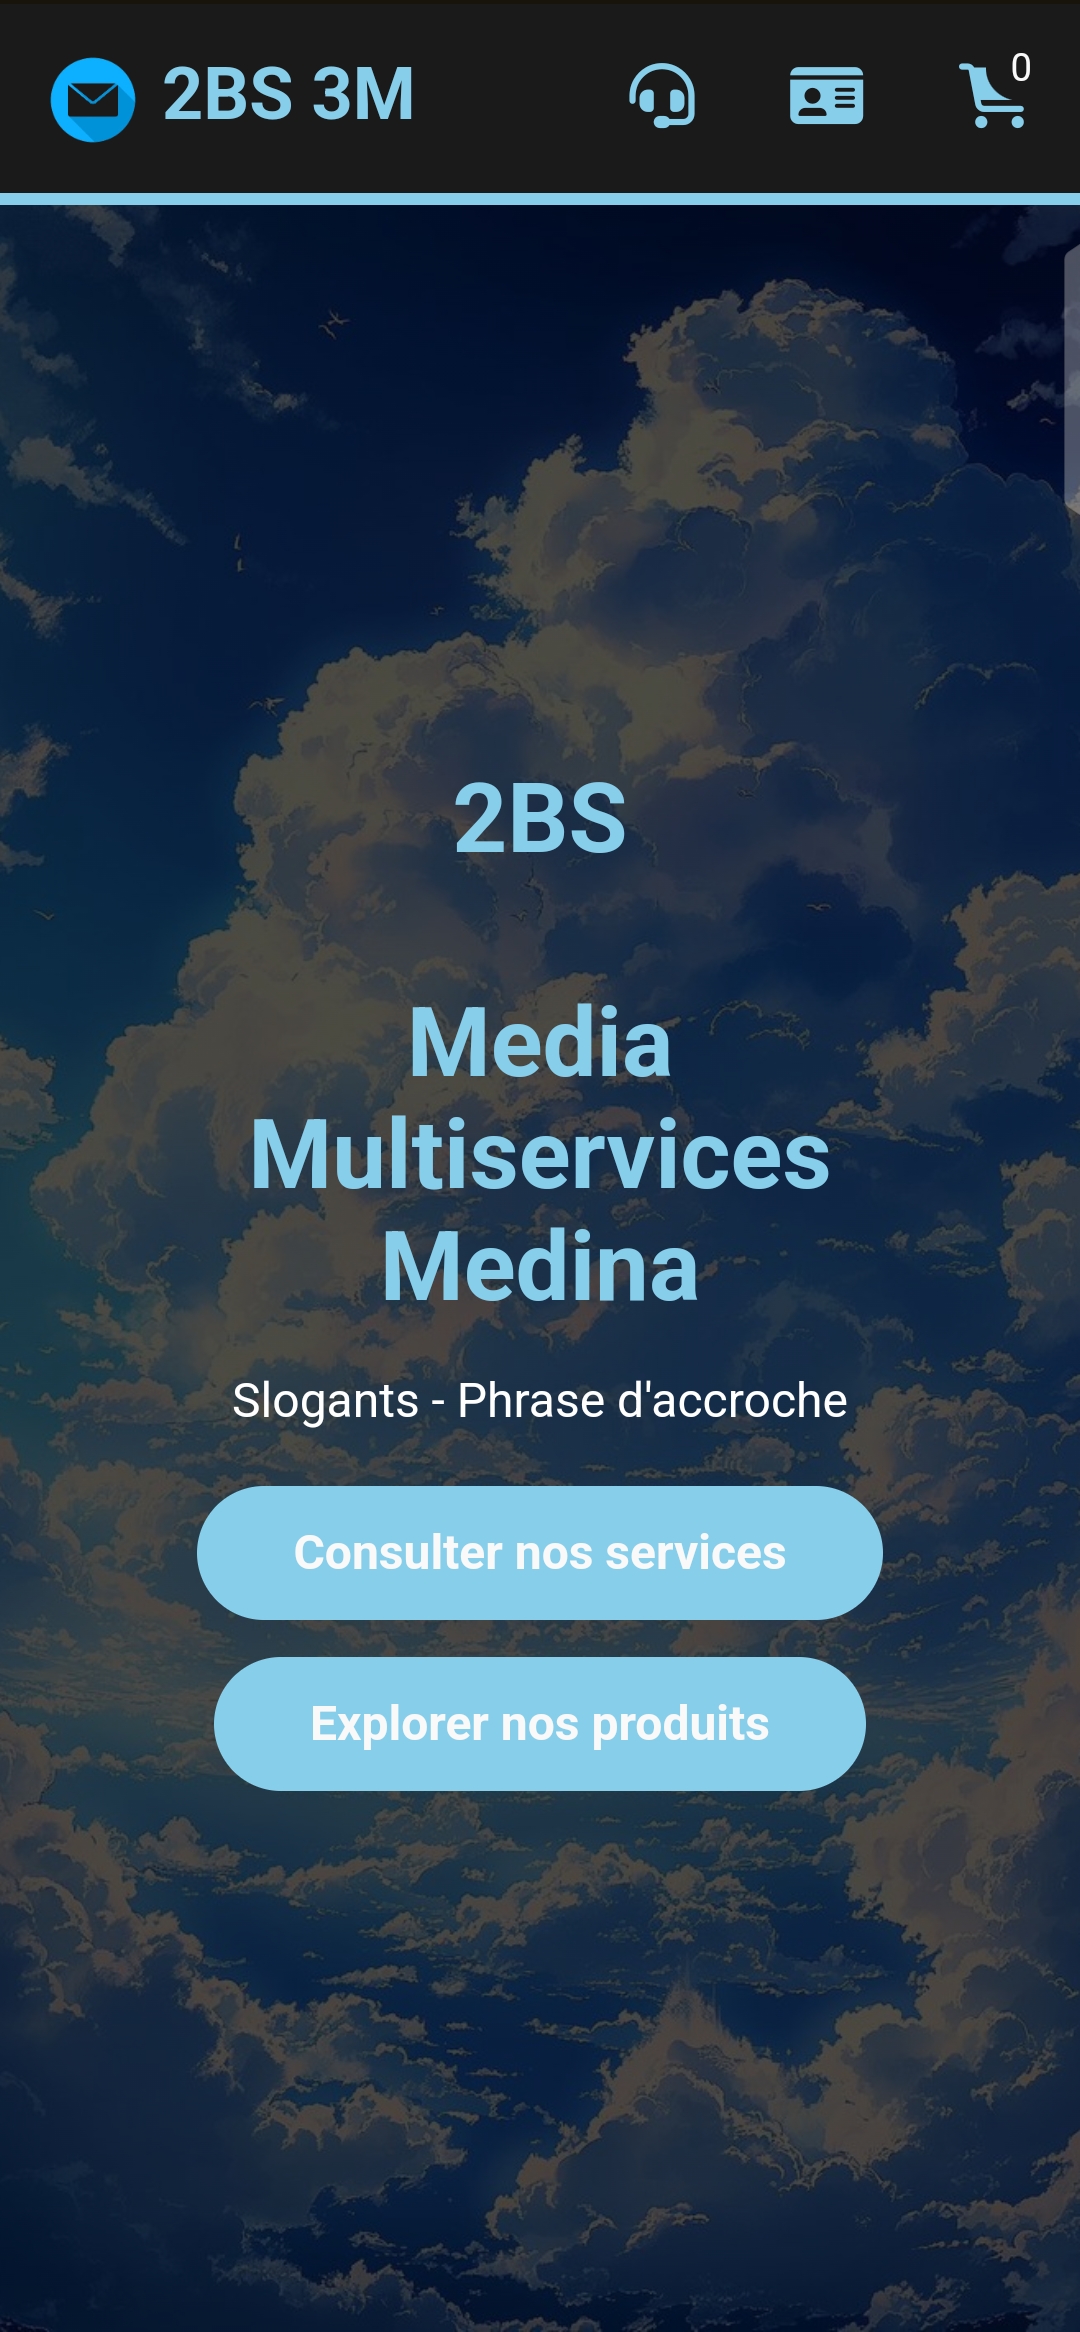 2BS 3M
0
2BS
Media
Multiservices
Medina
Slogants - Phrase d'accroche
Consulter nos services
Explorer nos produits